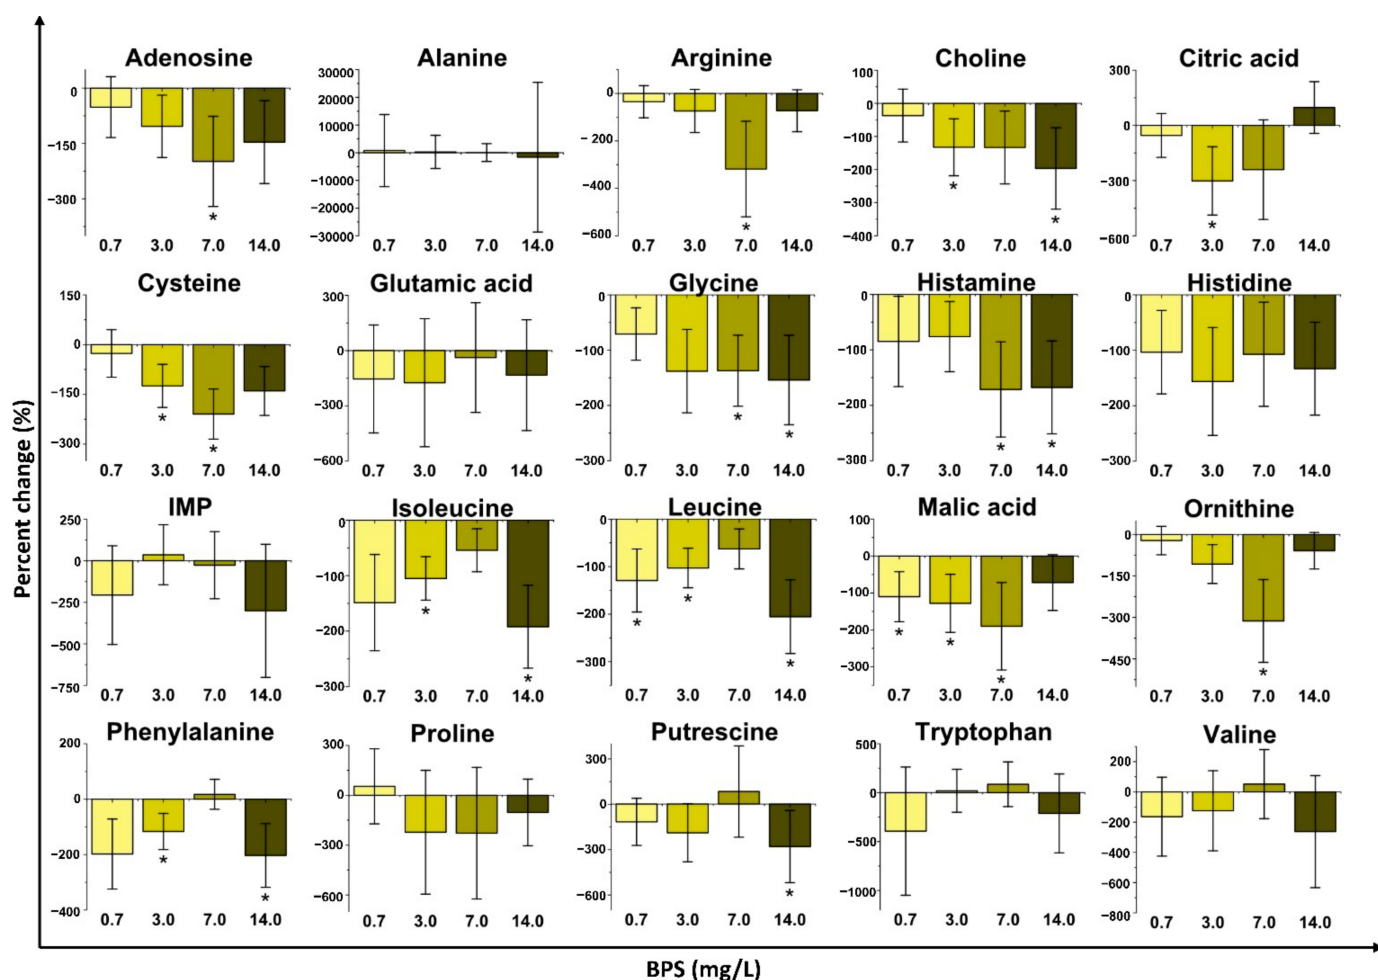 Percent change (%)
Adenosine
0
−150
−300
*
0.7 3.0 7.0 14.0
Alanine
30000
20000
10000
0
−10000
−20000
−30000
0.7 3.0 7.0 14.0
Arginine
0
−200
−400
−600
*
0.7 3.0 7.0 14.0
Choline
100
0
−100
−200
−300
−400
* *
0.7 3.0 7.0 14.0
Citric acid
300
0
−300
−600
*
0.7 3.0 7.0 14.0
Cysteine
150
0
−150
−300
* *
0.7 3.0 7.0 14.0
Glutamic acid
300
0
−300
−600
0.7 3.0 7.0 14.0
Glycine
0
−100
−200
−300
* *
0.7 3.0 7.0 14.0
Histamine
0
−100
−200
−300
* *
0.7 3.0 7.0 14.0
Histidine
0
−100
−200
−300
0.7 3.0 7.0 14.0
IMP
250
0
−250
−500
−750
0.7 3.0 7.0 14.0
Isoleucine
0
−100
−200
−300
* *
0.7 3.0 7.0 14.0
Leucine
0
−100
−200
−300
* * *
0.7 3.0 7.0 14.0
Malic acid
100
0
−100
−200
−300
* * *
0.7 3.0 7.0 14.0
Ornithine
0
−150
−300
−450
*
0.7 3.0 7.0 14.0
Phenylalanine
200
0
−200
−400
* *
0.7 3.0 7.0 14.0
Proline
300
0
−300
−600
0.7 3.0 7.0 14.0
Putrescine
300
0
−300
−600
*
0.7 3.0 7.0 14.0
Tryptophan
500
0
−500
−1000
0.7 3.0 7.0 14.0
Valine
200
0
−200
−400
−600
−800
0.7 3.0 7.0 14.0
BPS (mg/L)